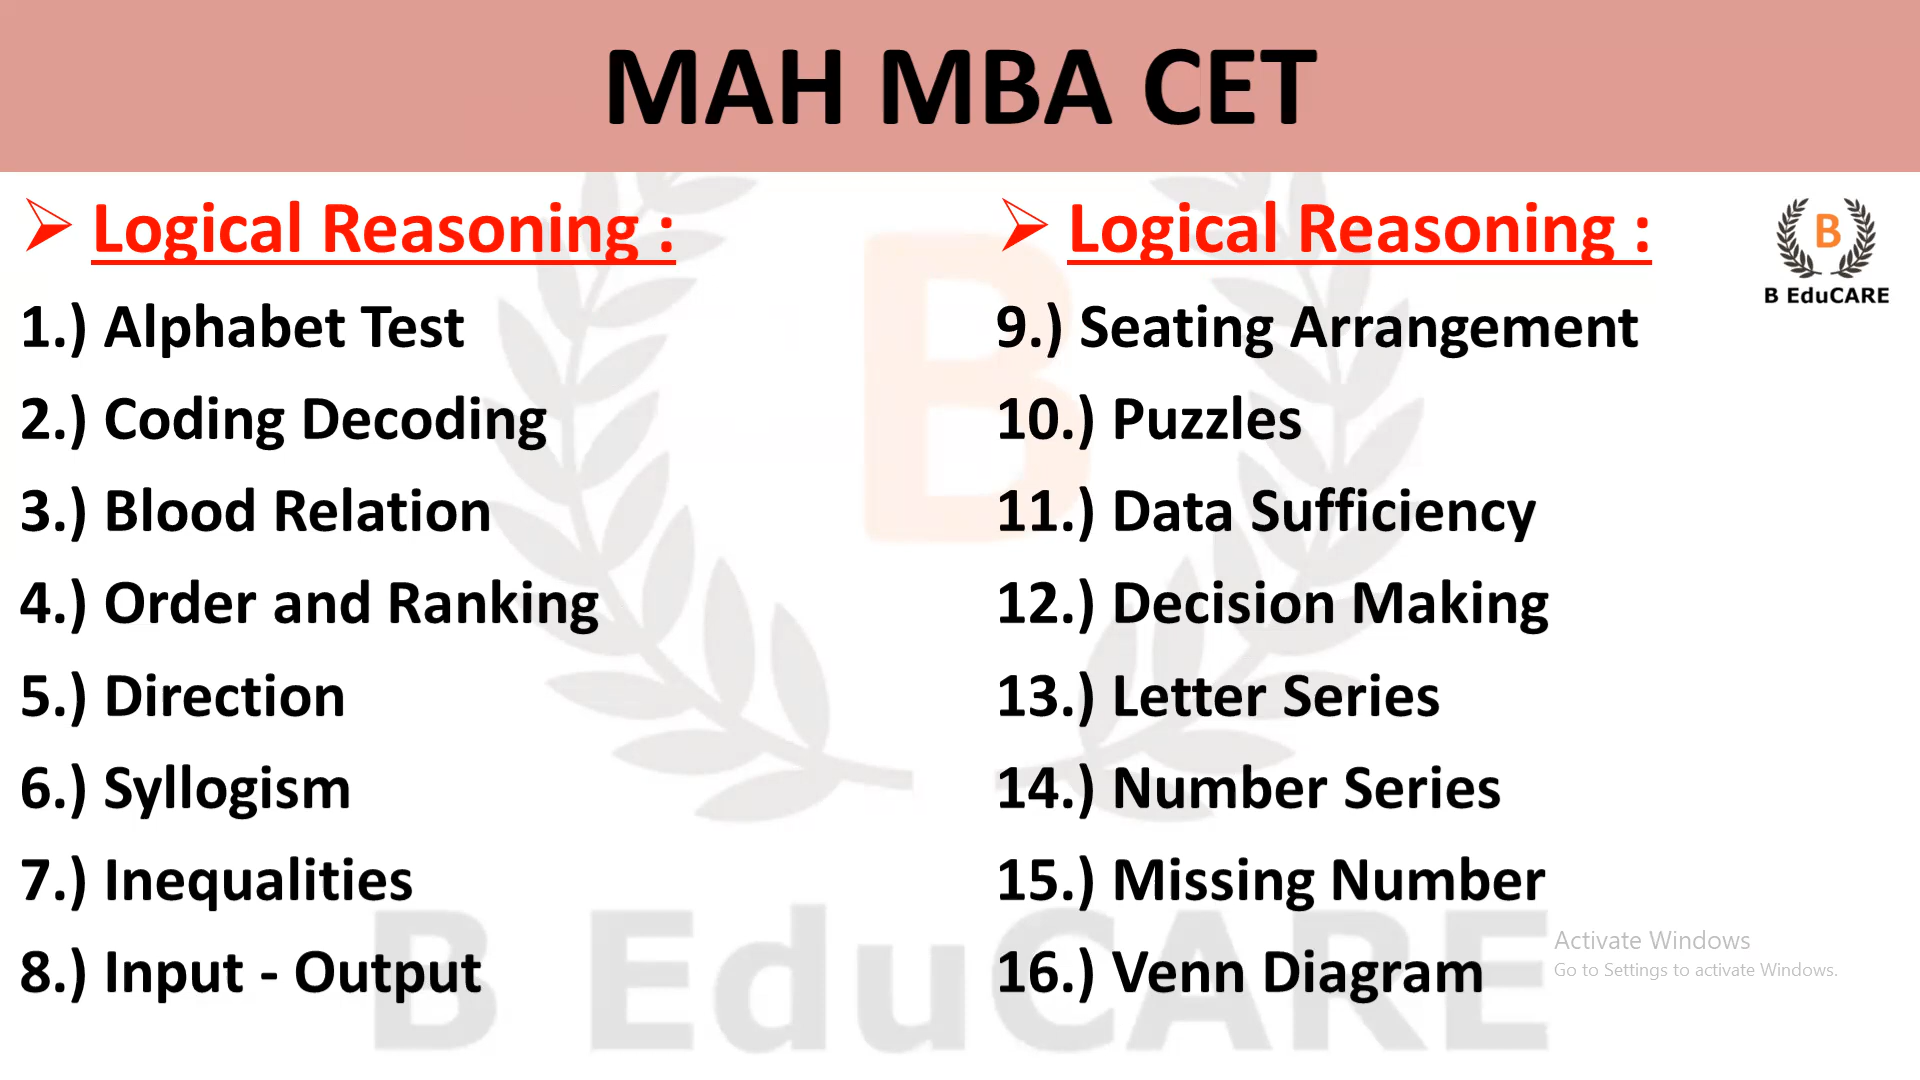 MAH MBA CET
➢ Logical Reasoning :
1.) Alphabet Test
2.) Coding Decoding
3.) Blood Relation
4.) Order and Ranking
5.) Direction
6.) Syllogism
7.) Inequalities
8.) Input - Output
➢ Logical Reasoning :
9.) Seating Arrangement
10.) Puzzles
11.) Data Sufficiency
12.) Decision Making
13.) Letter Series
14.) Number Series
15.) Missing Number
16.) Venn Diagram
B
B EduCARE
B
B EduCARE
Activate Windows
Go to Settings to activate Windows.